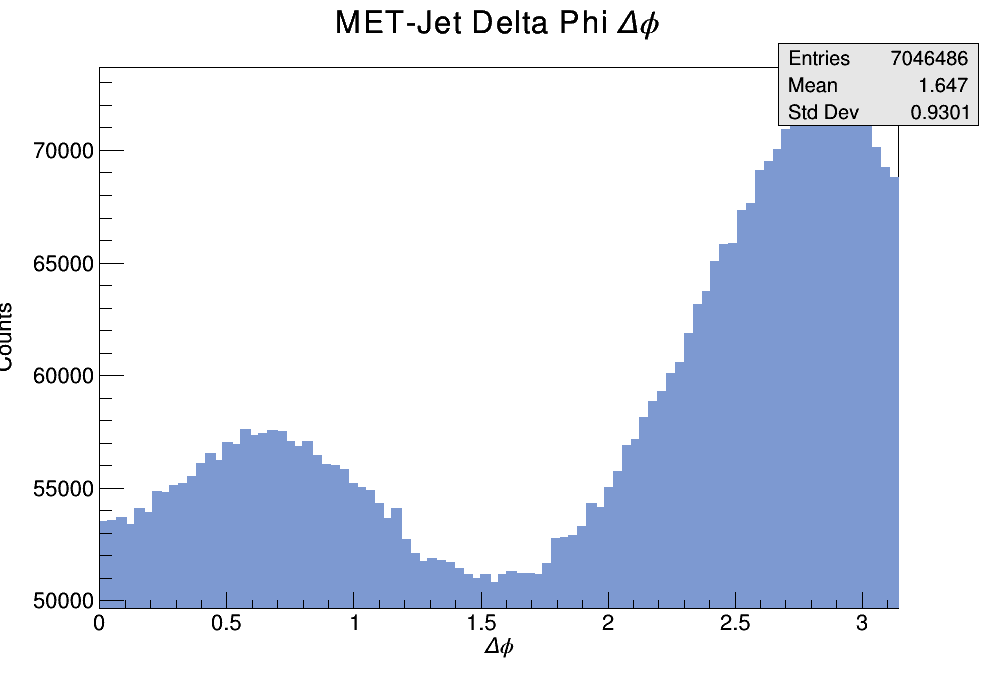 MET-Jet Delta Phi Δϕ
Entries 7046486
Mean 1.647
Std Dev 0.9301
70000
65000
60000
55000
50000
Counts
0 0.5 1 1.5 2 2.5 3
Δϕ